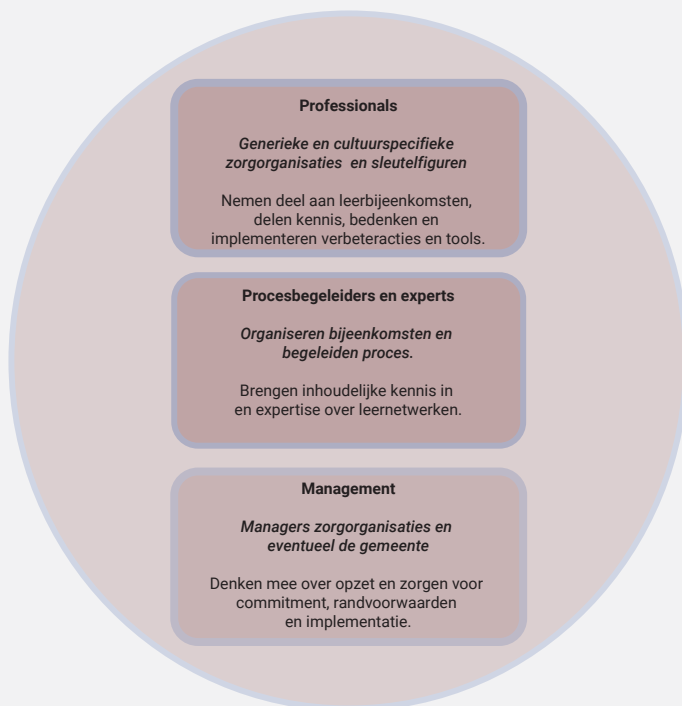 Professionals
Generieke en cultuurspecifieke
zorgorganisaties en sleutelfiguren
Nemen deel aan leerbijeenkomsten,
delen kennis, bedenken en
implementeren verbeteracties en tools.
Procesbegeleiders en experts
Organiseren bijeenkomsten en
begeleiden proces.
Brengen inhoudelijke kennis in
en expertise over leernetwerken.
Management
Managers zorgorganisaties en
eventueel de gemeente
Denken mee over opzet en zorgen voor
commitment, randvoorwaarden
en implementatie.